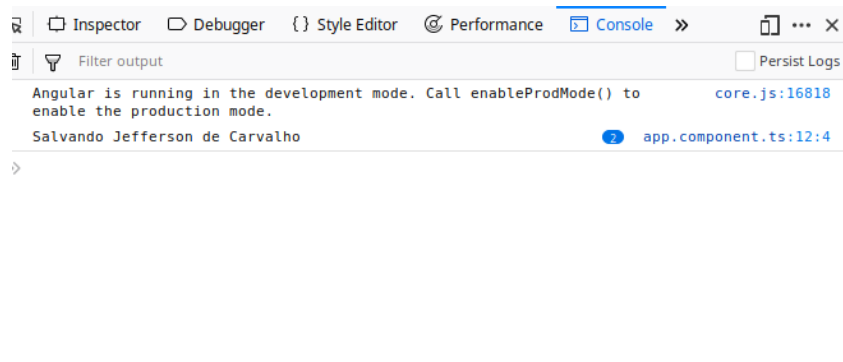 Inspector Debugger {} Style Editor Performance Console »
Filter output Persist Logs
Angular is running in the development mode. Call enableProdMode() to core.js:16818
enable the production mode.
Salvando Jefferson de Carvalho 2 app.component.ts:12:4